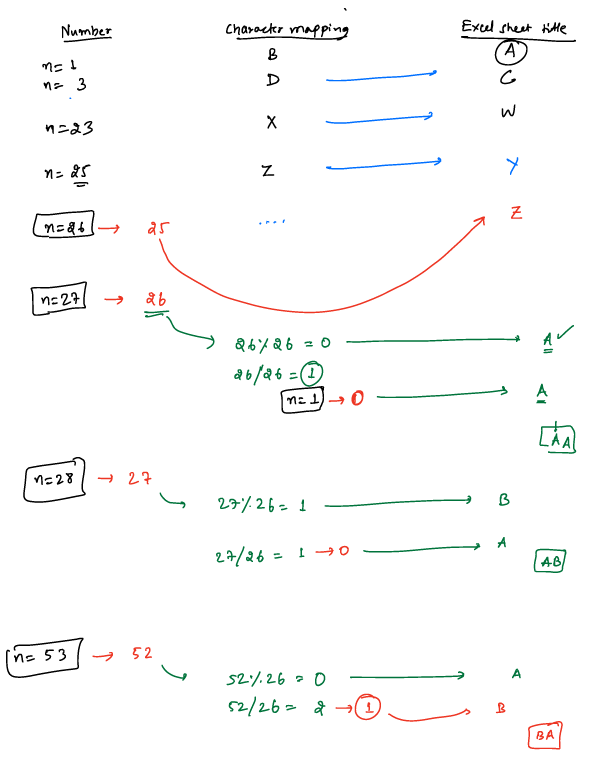 Number Character mapping Excel sheet title
n= 1 B A
n= 3 D C
n=23 X W
n= 25 Z Y
n=26 → 25 .... Z
n=27 → 26
26%26 = 0 A ✓
26/26 = 1
n=1 → 0 A
AA
n=28 → 27
27%26= 1 B
27/26 = 1 → 0 A
AB
n= 53 → 52
52%26 = 0 A
52/26= 2 → 1 B
BA